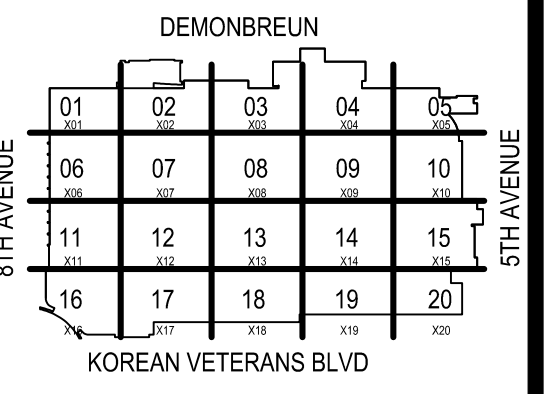 DEMONBREUN
01 02 03 04 05
X01 X02 X03 X04 X05
06 07 08 09 10
X06 X07 X08 X09 X10
11 12 13 14 15
X11 X12 X13 X14 X15
16 17 18 19 20
X16 X17 X18 X19 X20
8TH AVENUE
5TH AVENUE
KOREAN VETERANS BLVD